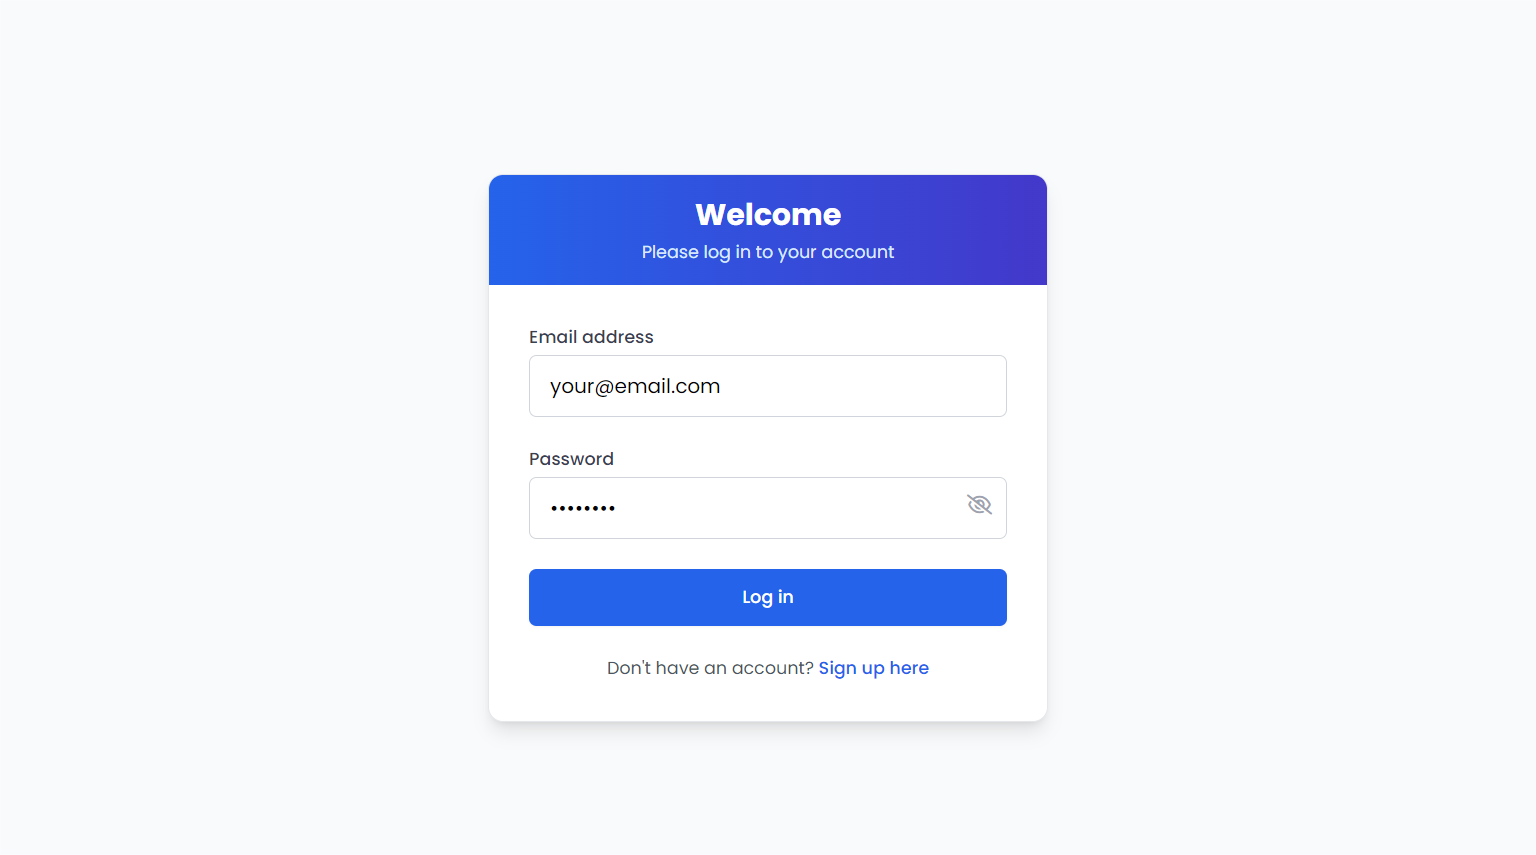 Welcome
Please log in to your account
Email address
your@email.com
Password
••••••••
Log in
Don't have an account? Sign up here